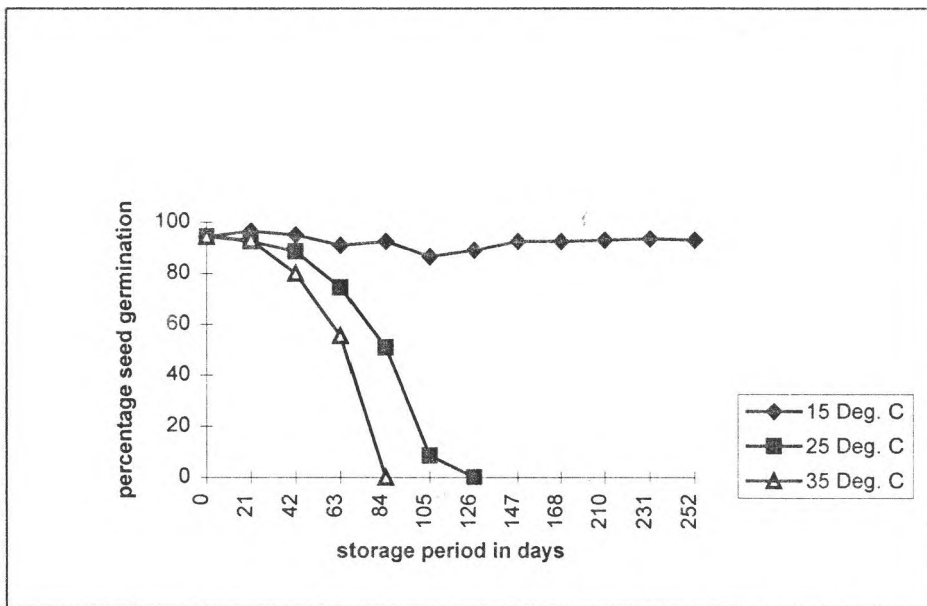 percentage seed germination
100
80
60
40
20
0
0 21 42 63 84 105 126 147 168 210 231 252
storage period in days
15 Deg. C
25 Deg. C
35 Deg. C